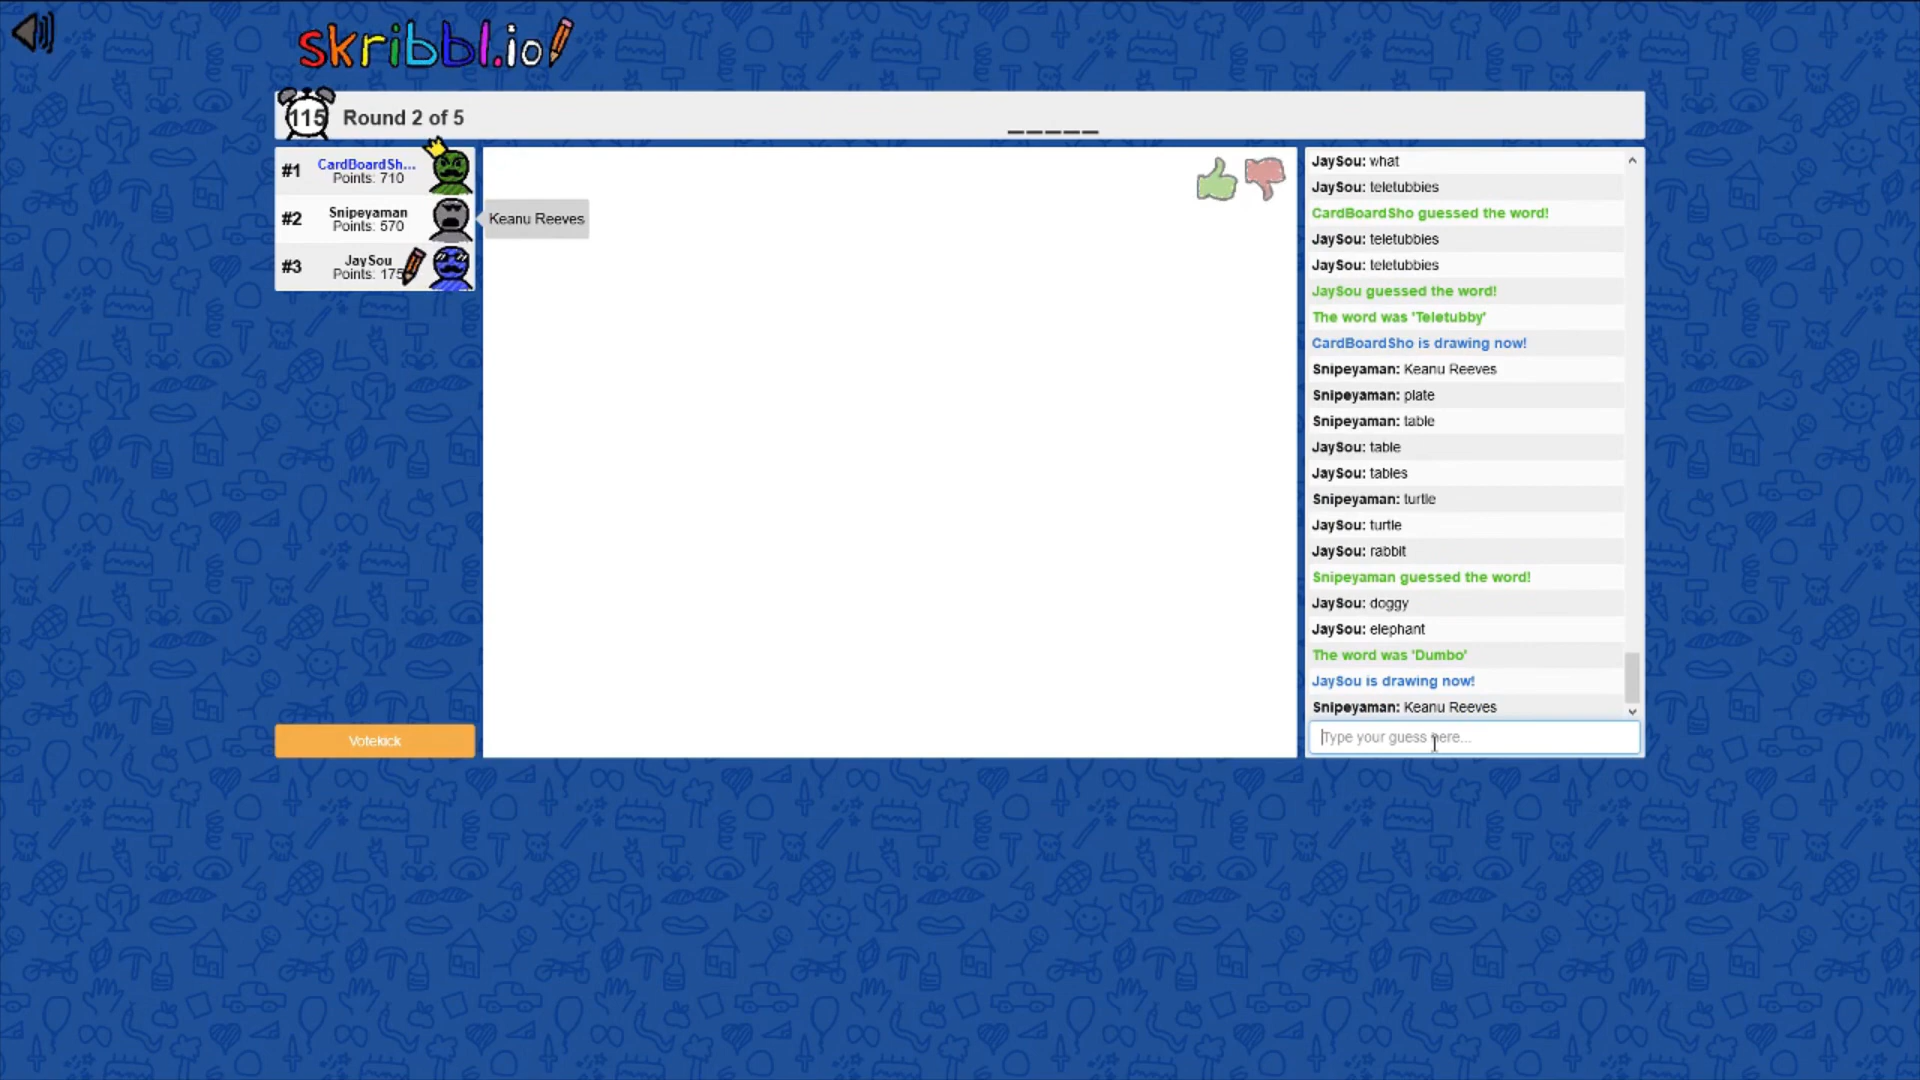 skribbl.io
115 Round 2 of 5
_____
#1 CardBoardSh...
Points: 710
#2 Snipeyaman
Points: 570
Keanu Reeves
#3 JaySou
Points: 175
Votekick
JaySou: what
JaySou: teletubbies
CardBoardSho guessed the word!
JaySou: teletubbies
JaySou: teletubbies
JaySou guessed the word!
The word was 'Teletubby'
CardBoardSho is drawing now!
Snipeyaman: Keanu Reeves
Snipeyaman: plate
Snipeyaman: table
JaySou: table
JaySou: tables
Snipeyaman: turtle
JaySou: turtle
JaySou: rabbit
Snipeyaman guessed the word!
JaySou: doggy
JaySou: elephant
The word was 'Dumbo'
JaySou is drawing now!
Snipeyaman: Keanu Reeves
Type your guess here...